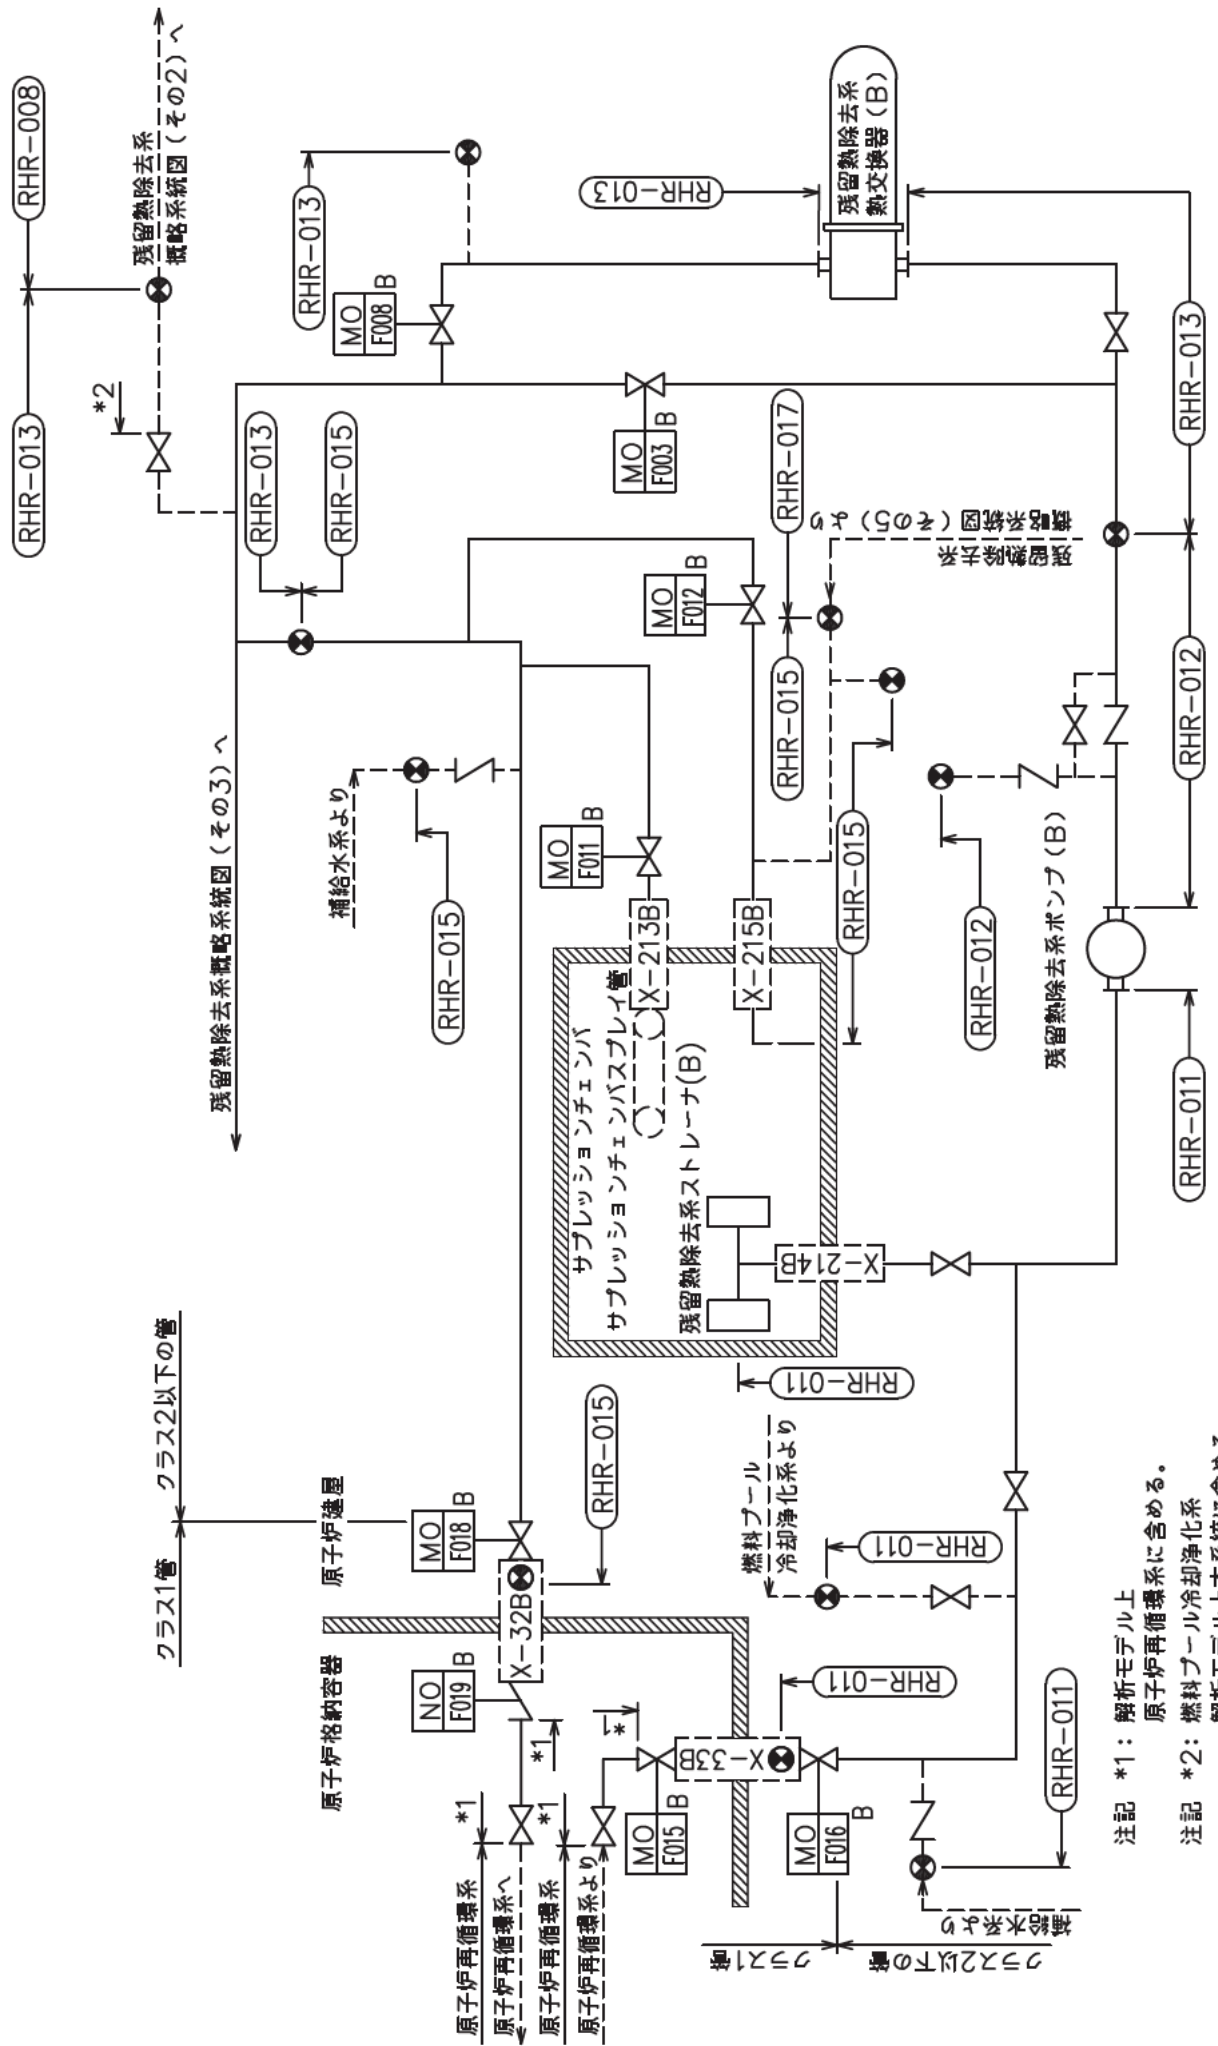 RHR-013
RHR-008
残留熱除去系
概略系統図(その2)へ
*2
RHR-013
RHR-015
RHR-013
MO
F008
B
RHR-013
残留熱除去系
熱交換器(B)
RHR-013
MO
F003
B
RHR-017
RHR-015
残留熱除去系
概略系統図(その5)より
MO
F012
B
RHR-012
残留熱除去系概略系統図(その3)へ
補給水系より
RHR-015
MO
F011
B
X-213B
X-215B
RHR-015
RHR-012
残留熱除去系ポンプ(B)
RHR-011
サプレッションチェンバ
サプレッションチェンバスプレイ管
残留熱除去系ストレーナ(B)
X-214B
RHR-011
クラス1管
クラス2以下の管
原子炉建屋
原子炉格納容器
MO
F018
B
RHR-015
X-32B
NO
F019
B
*1
燃料プール
冷却浄化系より
RHR-011
RHR-011
*1
X-33B
MO
F015
B
MO
F016
B
*1
*1
原子炉再循環系
原子炉再循環系へ
原子炉再循環系
原子炉再循環系より
クラス1管
クラス2以下の管
補給水系より
RHR-011
注記 *1: 解析モデル上
原子炉再循環系に含める。
*2: 燃料プール冷却浄化系